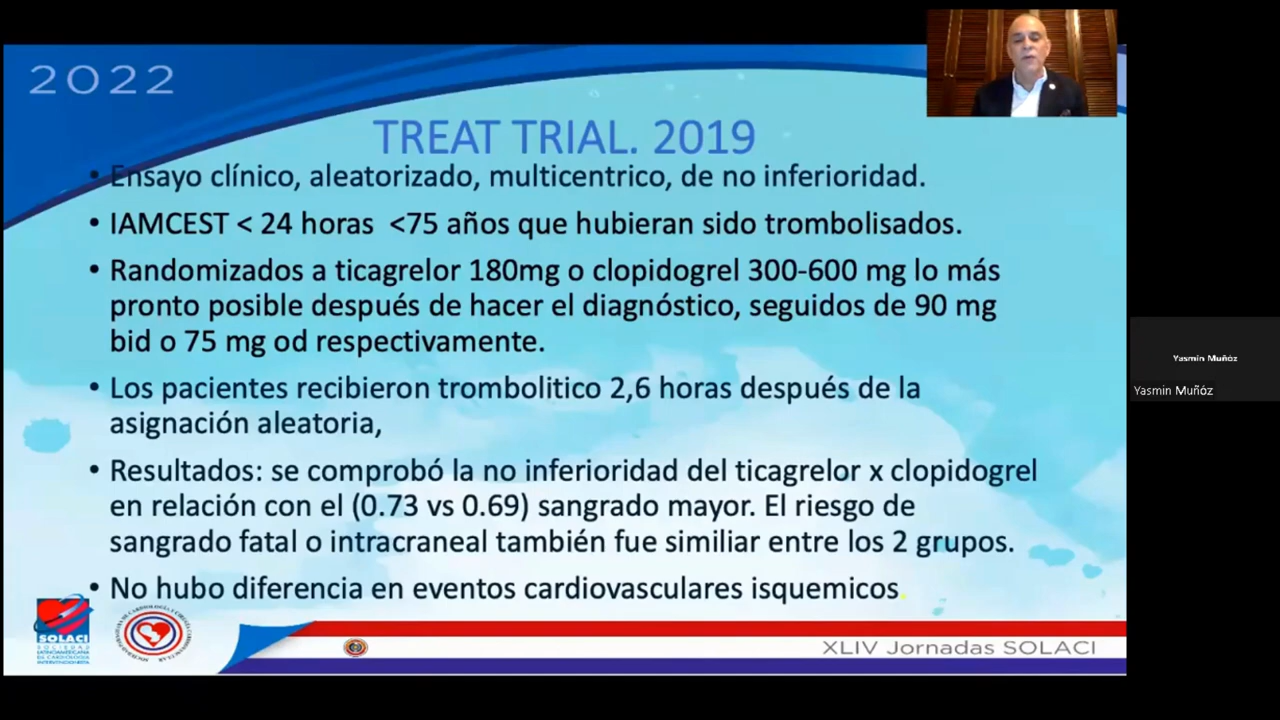 2022
TREAT TRIAL. 2019
• Ensayo clínico, aleatorizado, multicentrico, de no inferioridad.
• IAMCEST < 24 horas <75 años que hubieran sido trombolisados.
• Randomizados a ticagrelor 180mg o clopidogrel 300-600 mg lo más
pronto posible después de hacer el diagnóstico, seguidos de 90 mg
bid o 75 mg od respectivamente.
• Los pacientes recibieron trombolitico 2,6 horas después de la
asignación aleatoria,
• Resultados: se comprobó la no inferioridad del ticagrelor x clopidogrel
en relación con el (0.73 vs 0.69) sangrado mayor. El riesgo de
sangrado fatal o intracraneal también fue similiar entre los 2 grupos.
• No hubo diferencia en eventos cardiovasculares isquemicos.
SOLACI
SOCIEDAD
LATINOAMERICANA
DE CARDIOLOGIA
INTERVENCIONISTA
XLIV Jornadas SOLACI
Yasmin Muñóz
Yasmin Muñóz